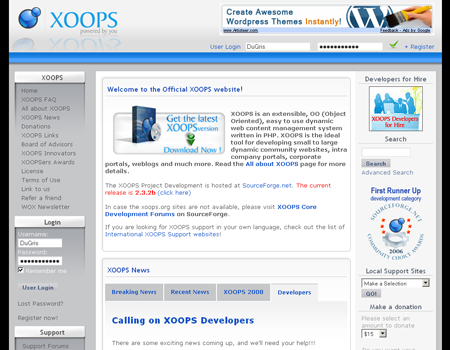 XOOPS
powered by you
Create Awesome
Wordpress Themes Instantly!
www.Artisteer.com
Feedback - Ads by Google
User Login DuGris •••••••••••• + Register
XOOPS
Home
XOOPS FAQ
All about XOOPS
XOOPS News
Donations
XOOPS Links
Board of Advisors
XOOPS Innovators
XOOPSers Awards
License
Terms of Use
Link to us
Refer a friend
WOX Newsletter
Login
Username:
DuGris
Password:
••••••••••••
Remember me
User Login
Lost Password?
Register now!
Support
Support Forums
Welcome to the Official XOOPS website!
Get the latest
XOOPS version
Download Now !
XOOPS is an extensible, OO (Object
Oriented), easy to use dynamic
web content management system
written in PHP. XOOPS is the ideal
tool for developing small to large
dynamic community websites, intra
company portals, corporate
portals, weblogs and much more. Read the All about XOOPS page for more
details.
The XOOPS Project Development is hosted at SourceForge.net. The current
release is 2.3.2b (click here)
In case the xoops.org sites are not available, please visit XOOPS Core
Development Forums on SourceForge.
If you are looking for XOOPS support in your own language, check out the list of
International XOOPS Support websites!
XOOPS News
Breaking News
Recent News
XOOPS 2008
Developers
Calling on XOOPS Developers
There are some exciting news coming up, and we'll need your help!!!
Developers for Hire
XOOPS Developers
for Hire
Search
Search
Advanced Search
First Runner Up
development category
SOURCEFORGE.NET
COMMUNITY CHOICE AWARDS
2006
Local Support Sites
Make a Selection
GO!
Make a donation
Please select an
amount to donate
$15